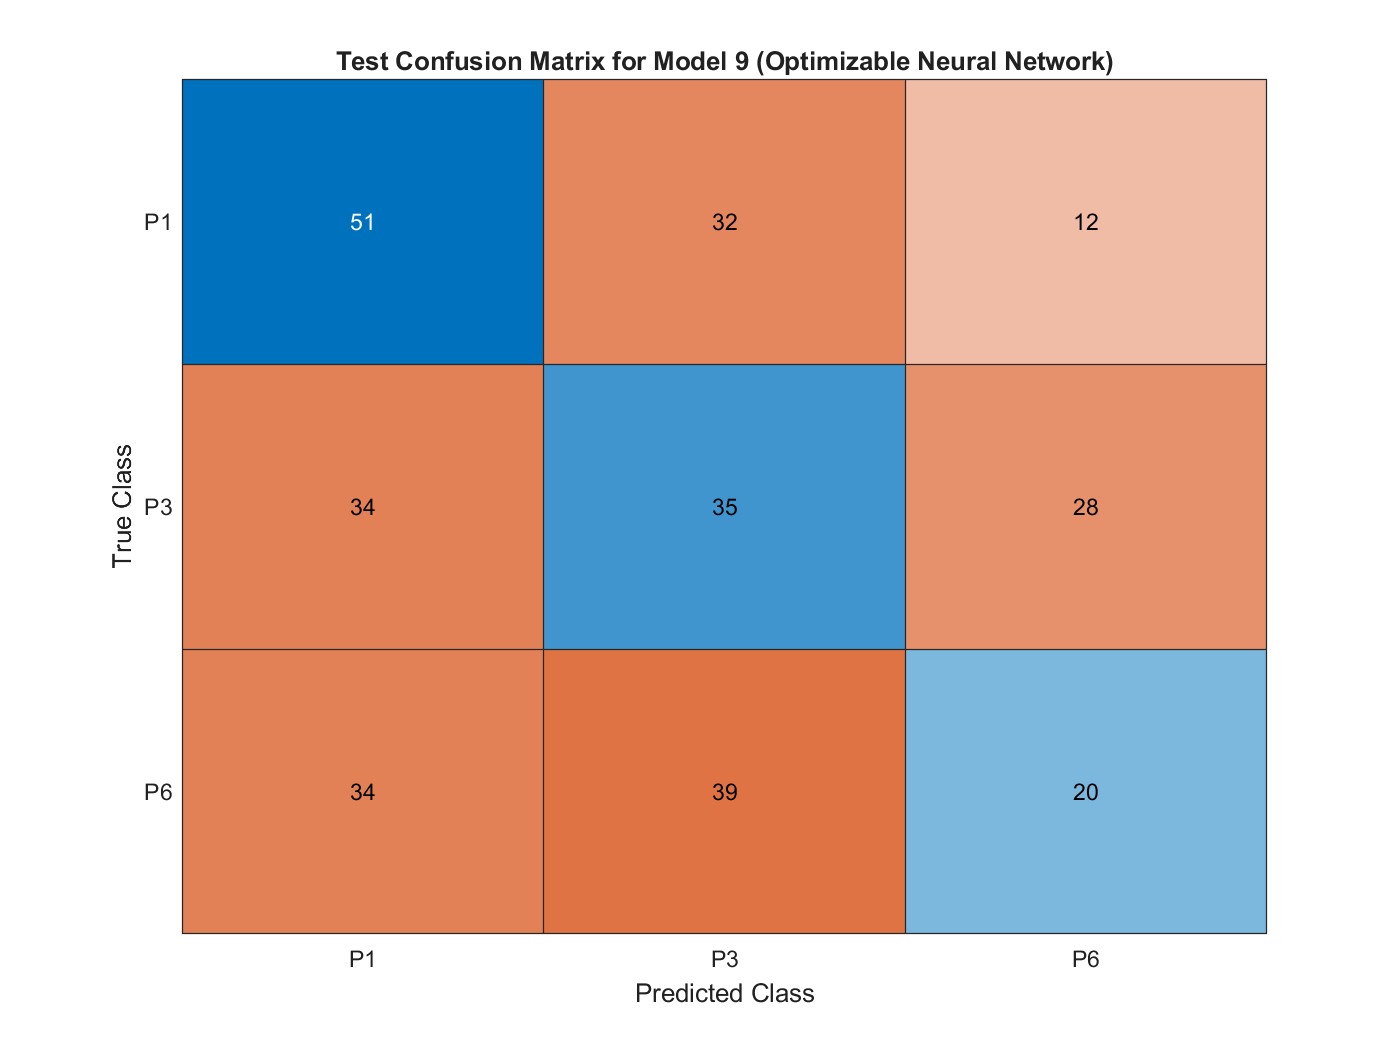 Test Confusion Matrix for Model 9 (Optimizable Neural Network)
P1 51 32 12
P3 34 35 28
P6 34 39 20
True Class
P1 P3 P6
Predicted Class